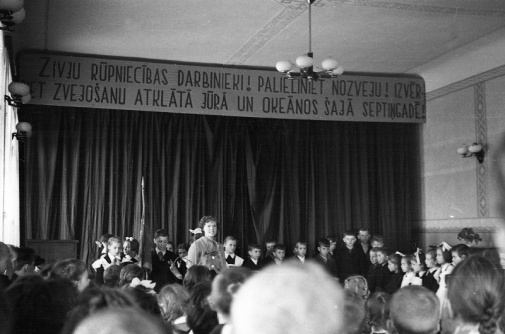 ZIVJU RŪPNIECĪBAS DARBINIEKI! PALIELINIET NOZVEJU! IZVĒR-
ET ZVEJOŠANU ATKLĀTĀ JŪRĀ UN OKEĀNOS ŠAJĀ SEPTIŅGADĒ!